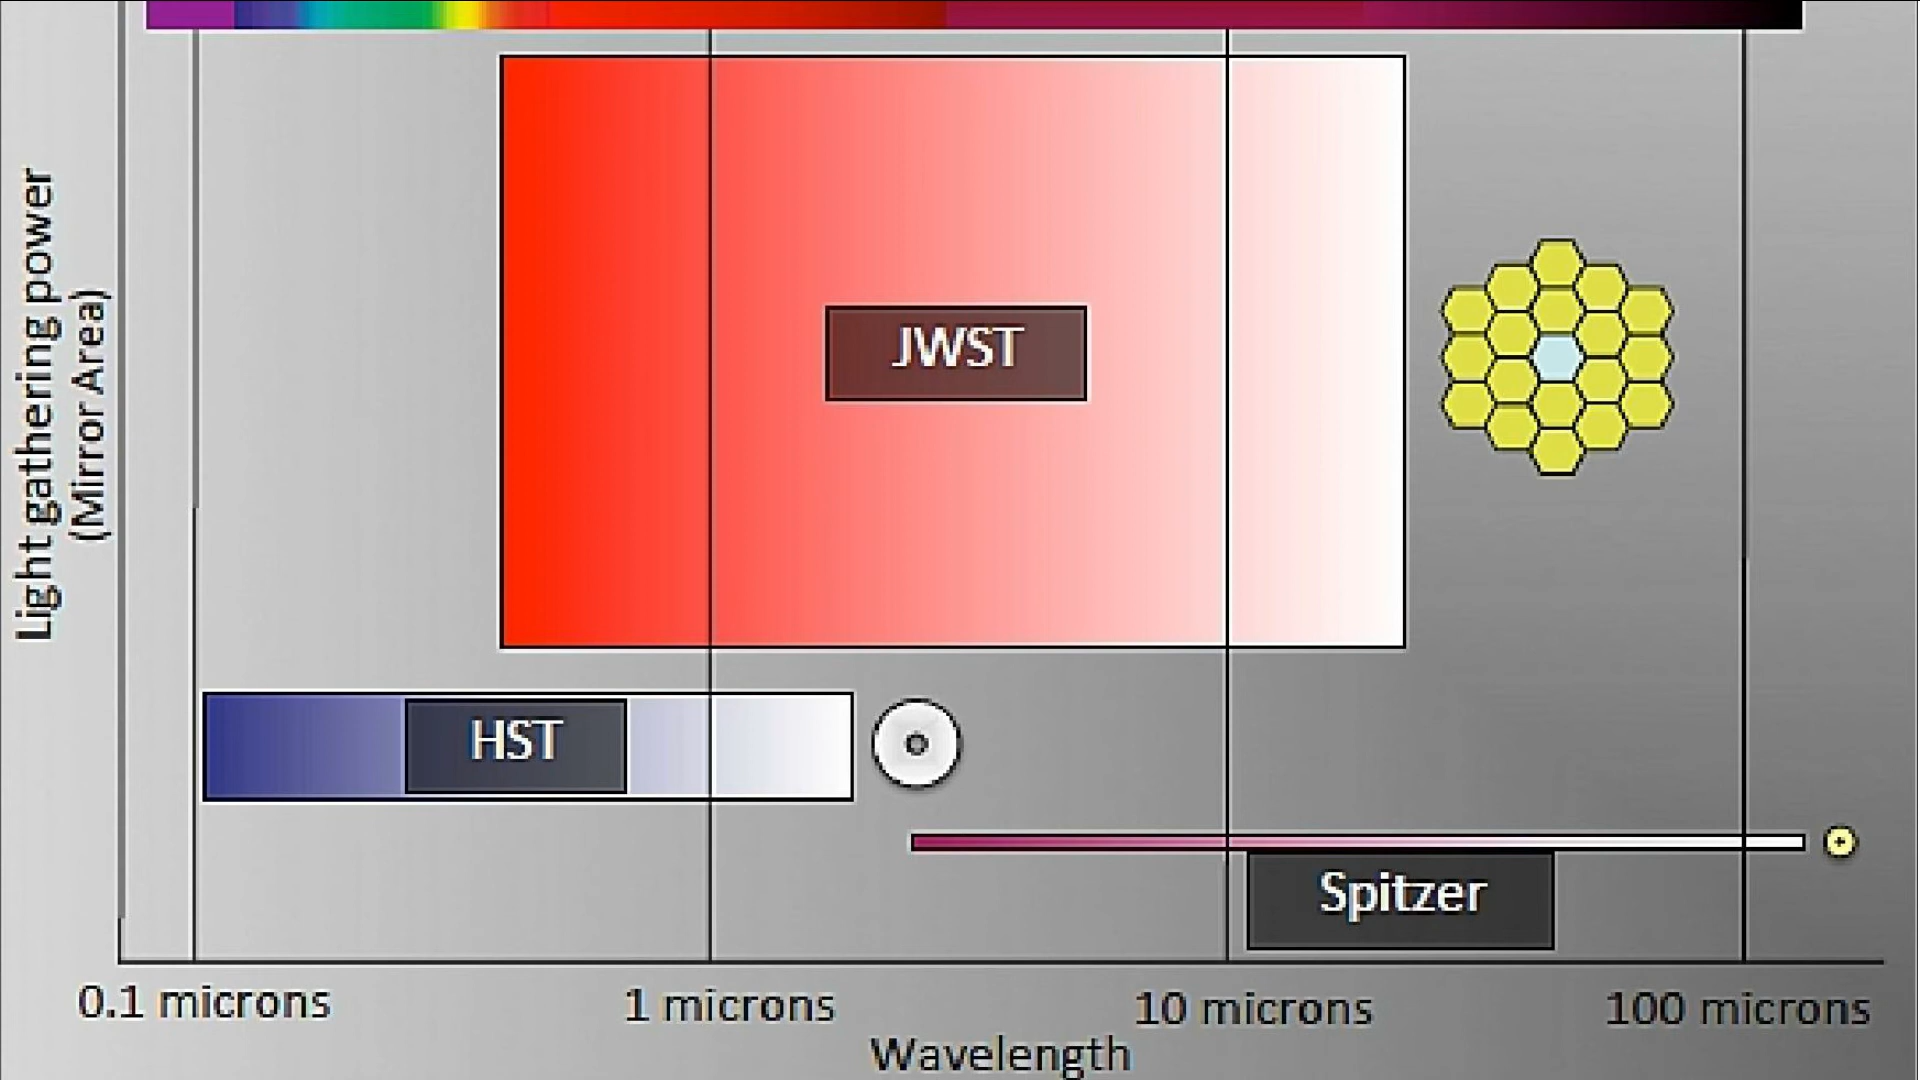 Light gathering power
(Mirror Area)
JWST
HST
Spitzer
0.1 microns
1 microns
10 microns
100 microns
Wavelength